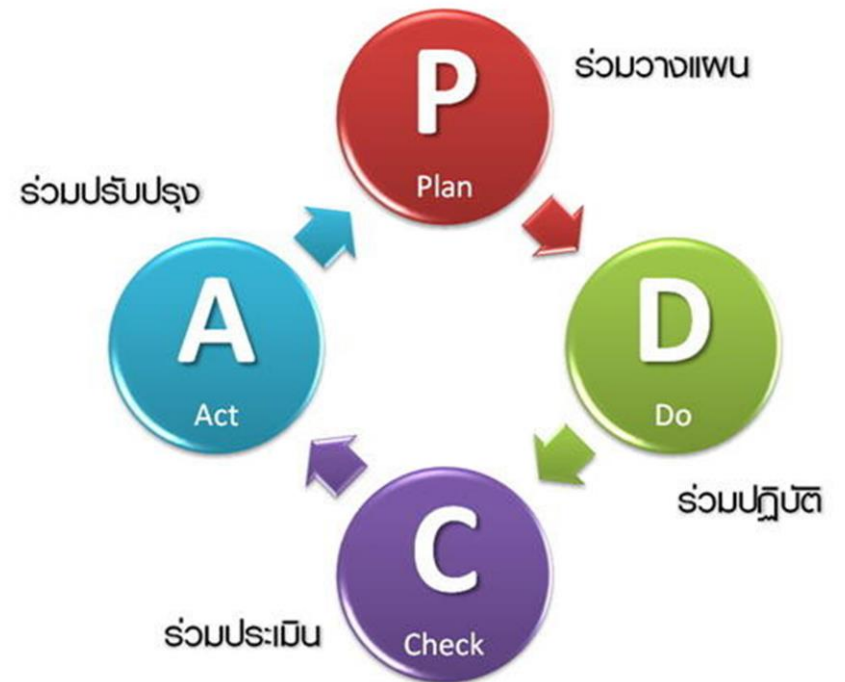 P
Plan
ร่วมวางแผน
D
Do
ร่วมปฏิบัติ
C
Check
ร่วมประเมิน
A
Act
ร่วมปรับปรุง